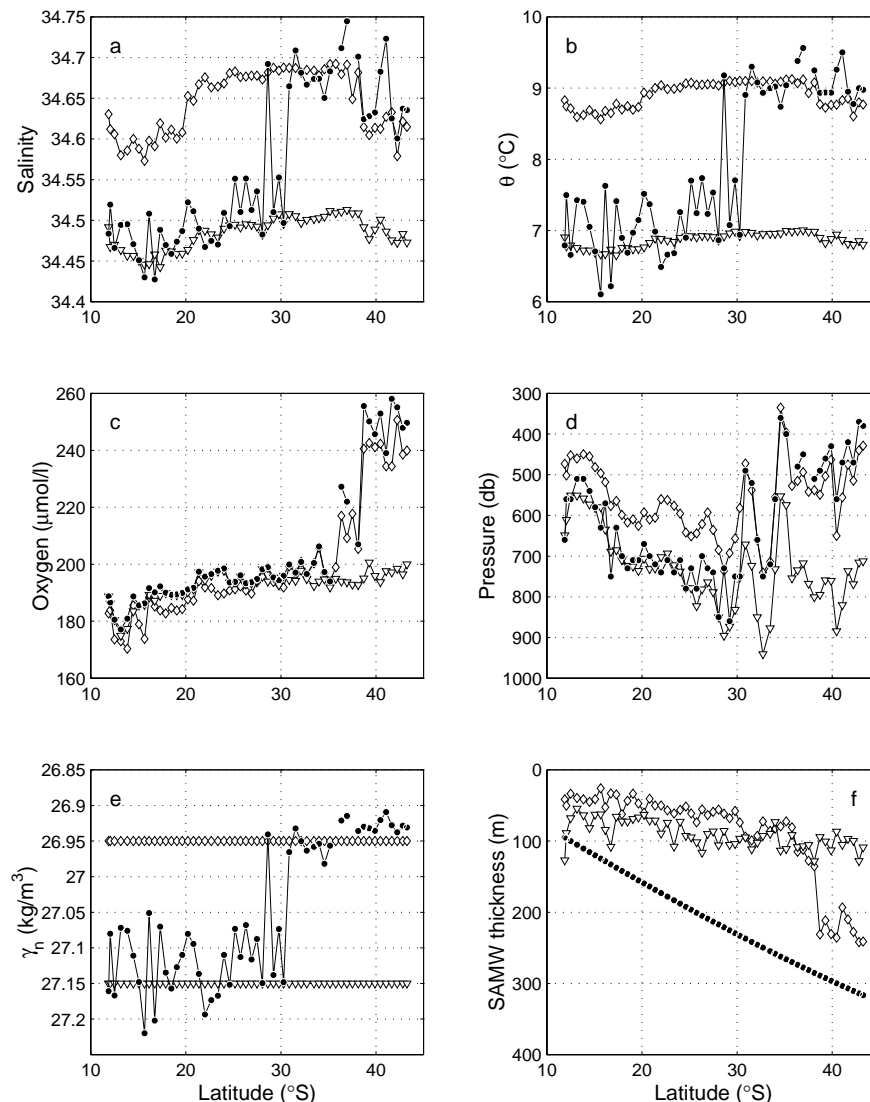 a
34.75
34.7
34.65
34.6
34.55
34.5
34.45
34.4
Salinity
10 20 30 40
b
10
9
8
7
6
θ (°C)
10 20 30 40
c
260
240
220
200
180
160
Oxygen (μmol/l)
10 20 30 40
d
300
400
500
600
700
800
900
1000
Pressure (db)
10 20 30 40
e
26.85
26.9
26.95
27
27.05
27.1
27.15
27.2
γn (kg/m³)
10 20 30 40
Latitude (°S)
f
0
100
200
300
400
SAMW thickness (m)
10 20 30 40
Latitude (°S)